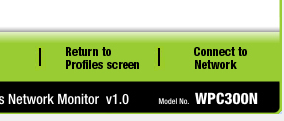 Return to
Profiles screen
Connect to
Network
s Network Monitor v1.0
Model No. WPC300N